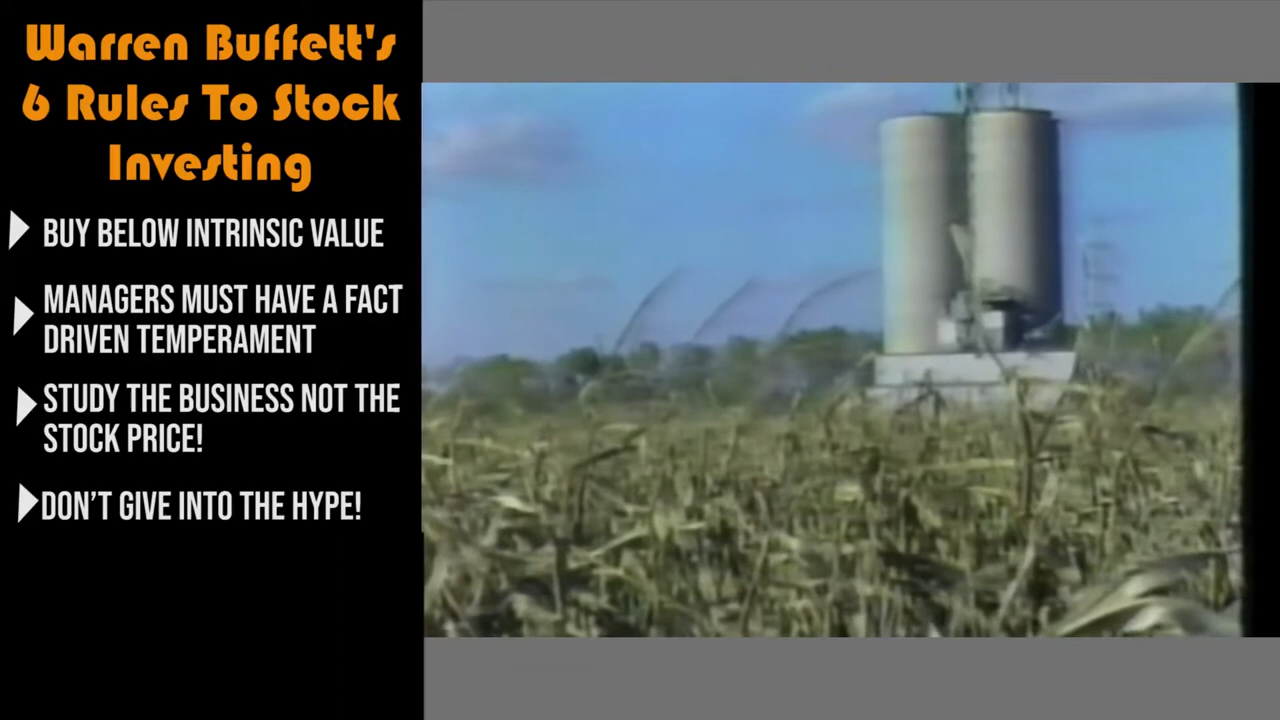 Warren Buffett's
6 Rules To Stock
Investing
BUY BELOW INTRINSIC VALUE
MANAGERS MUST HAVE A FACT
DRIVEN TEMPERAMENT
STUDY THE BUSINESS NOT THE
STOCK PRICE!
DON’T GIVE INTO THE HYPE!